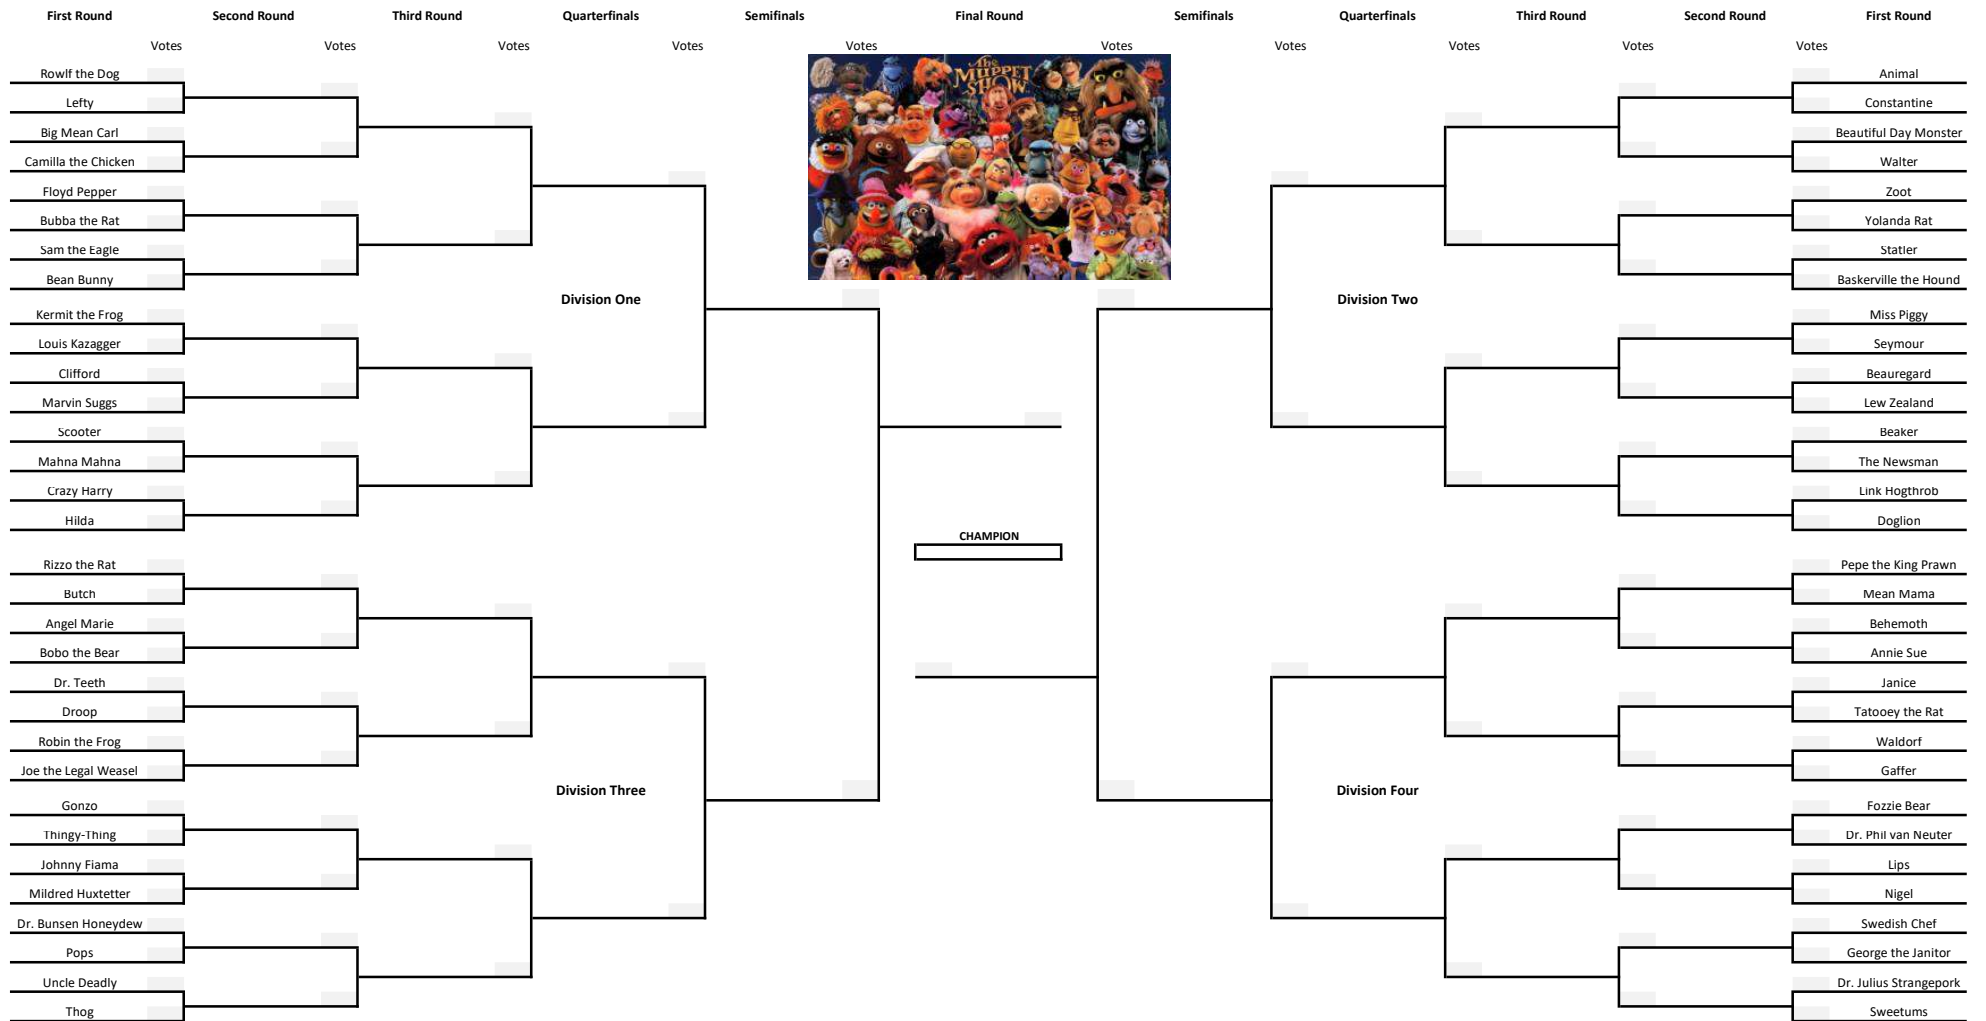 First Round Second Round Third Round Quarterfinals Semifinals Final Round Semifinals Quarterfinals Third Round Second Round First Round
Votes Votes Votes Votes Votes Votes Votes Votes Votes Votes
The
MUPPET
SHOW
Rowlf the Dog
Lefty
Big Mean Carl
Camilla the Chicken
Floyd Pepper
Bubba the Rat
Sam the Eagle
Bean Bunny
Division One
Kermit the Frog
Louis Kazagger
Clifford
Marvin Suggs
Scooter
Mahna Mahna
Crazy Harry
Hilda
Rizzo the Rat
Butch
Angel Marie
Bobo the Bear
Dr. Teeth
Droop
Robin the Frog
Joe the Legal Weasel
Division Three
Gonzo
Thingy-Thing
Johnny Fiama
Mildred Huxtetter
Dr. Bunsen Honeydew
Pops
Uncle Deadly
Thog
CHAMPION
Animal
Constantine
Beautiful Day Monster
Walter
Zoot
Yolanda Rat
Statler
Baskerville the Hound
Division Two
Miss Piggy
Seymour
Beauregard
Lew Zealand
Beaker
The Newsman
Link Hogthrob
Doglion
Pepe the King Prawn
Mean Mama
Behemoth
Annie Sue
Janice
Tatooey the Rat
Waldorf
Gaffer
Division Four
Fozzie Bear
Dr. Phil van Neuter
Lips
Nigel
Swedish Chef
George the Janitor
Dr. Julius Strangepork
Sweetums